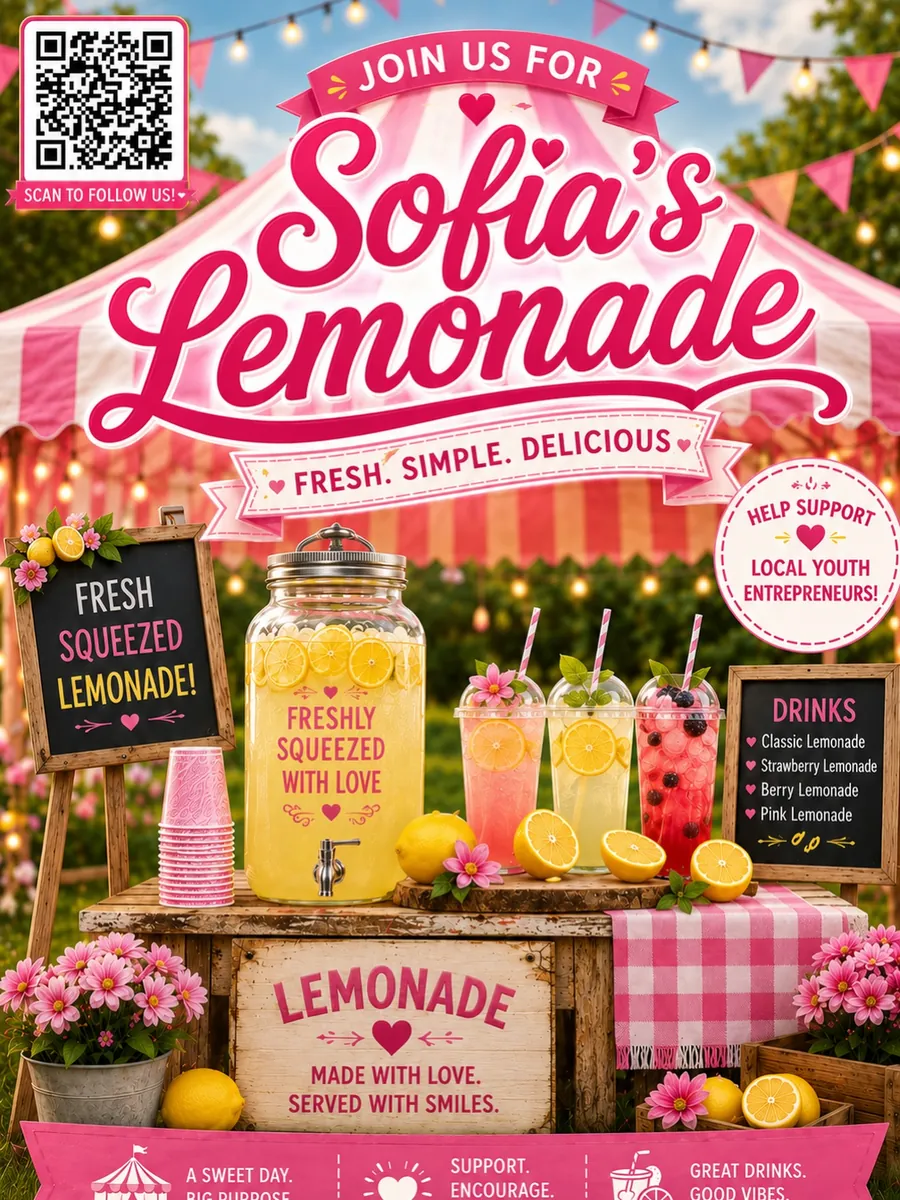 JOIN US FOR
Sofia's
Lemonade
FRESH. SIMPLE. DELICIOUS
SCAN TO FOLLOW US!
HELP SUPPORT
LOCAL YOUTH
ENTREPRENEURS!
FRESH
SQUEEZED
LEMONADE!
FRESHLY
SQUEEZED
WITH LOVE
DRINKS
Classic Lemonade
Strawberry Lemonade
Berry Lemonade
Pink Lemonade
LEMONADE
MADE WITH LOVE.
SERVED WITH SMILES.
A SWEET DAY.
BIG PURPOSE
SUPPORT.
ENCOURAGE.
GREAT DRINKS.
GOOD VIBES